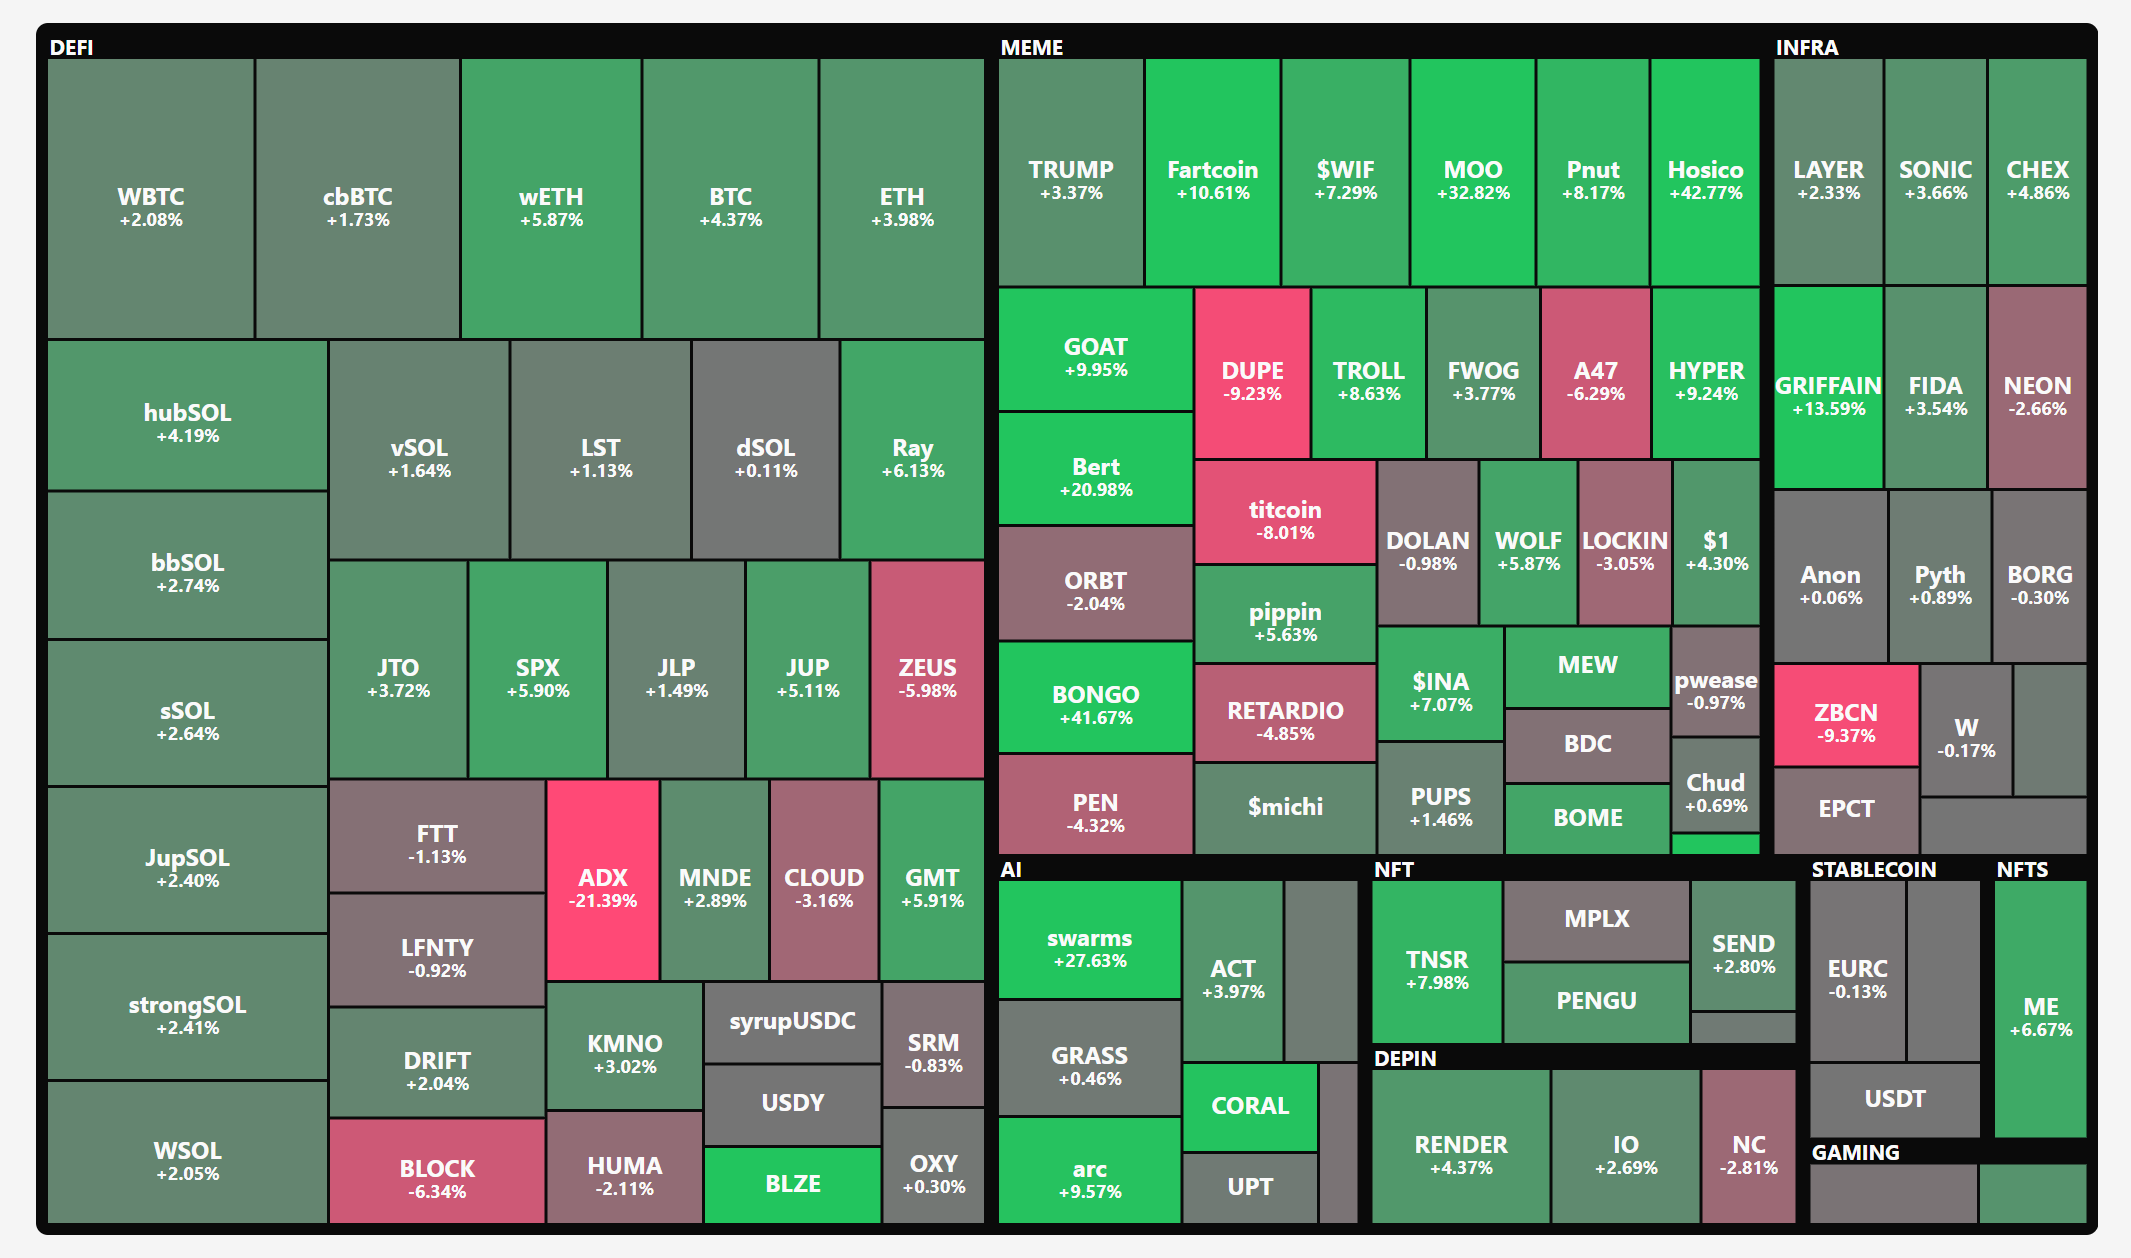 DEFI
WBTC
+2.08%
cbBTC
+1.73%
wETH
+5.87%
BTC
+4.37%
ETH
+3.98%
hubSOL
+4.19%
bbSOL
+2.74%
sSOL
+2.64%
JupSOL
+2.40%
strongSOL
+2.41%
WSOL
+2.05%
vSOL
+1.64%
LST
+1.13%
dSOL
+0.11%
Ray
+6.13%
JTO
+3.72%
SPX
+5.90%
JLP
+1.49%
JUP
+5.11%
ZEUS
-5.98%
FTT
-1.13%
LFNTY
-0.92%
DRIFT
+2.04%
BLOCK
-6.34%
ADX
-21.39%
MNDE
+2.89%
CLOUD
-3.16%
GMT
+5.91%
KMNO
+3.02%
HUMA
-2.11%
syrupUSDC
USDY
BLZE
SRM
-0.83%
OXY
+0.30%
MEME
TRUMP
+3.37%
Fartcoin
+10.61%
$WIF
+7.29%
MOO
+32.82%
Pnut
+8.17%
Hosico
+42.77%
GOAT
+9.95%
Bert
+20.98%
ORBT
-2.04%
BONGO
+41.67%
PEN
-4.32%
DUPE
-9.23%
TROLL
+8.63%
FWOG
+3.77%
A47
-6.29%
HYPER
+9.24%
titcoin
-8.01%
pippin
+5.63%
RETARDIO
-4.85%
$michi
DOLAN
-0.98%
WOLF
+5.87%
LOCKIN
-3.05%
$1
+4.30%
$INA
+7.07%
PUPS
+1.46%
MEW
BDC
BOME
pwease
-0.97%
Chud
+0.69%
INFRA
LAYER
+2.33%
SONIC
+3.66%
CHEX
+4.86%
GRIFFAIN
+13.59%
FIDA
+3.54%
NEON
-2.66%
Anon
+0.06%
Pyth
+0.89%
BORG
-0.30%
ZBCN
-9.37%
EPCT
W
-0.17%
AI
swarms
+27.63%
GRASS
+0.46%
arc
+9.57%
ACT
+3.97%
CORAL
UPT
NFT
TNSR
+7.98%
MPLX
PENGU
SEND
+2.80%
DEPIN
RENDER
+4.37%
IO
+2.69%
NC
-2.81%
STABLECOIN
EURC
-0.13%
USDT
NFTS
ME
+6.67%
GAMING